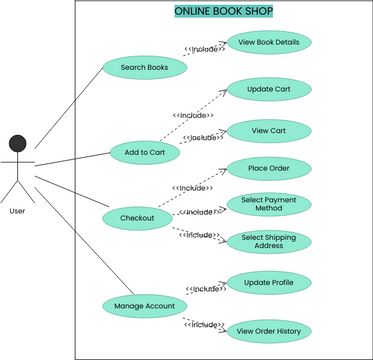 ONLINE BOOK SHOP
<<Include>>
View Book Details
Search Books
Update Cart
<<Include>>
View Cart
<<Include>>
Add to Cart
Place Order
<<Include>>
Select Payment
Method
<<Include>>
Checkout
Select Shipping
Address
<<Include>>
User
Update Profile
<<Include>>
Manage Account
<<Include>>
View Order History